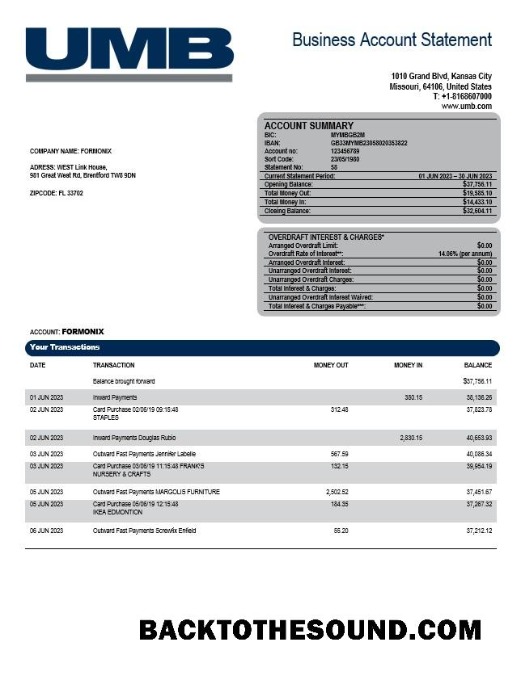 UMB
Business Account Statement
1010 Grand Blvd, Kansas City
Missouri, 64106, United States
T: +1-8168607000
www.umb.com
ACCOUNT SUMMARY
BIC: MYMBGB2M
IBAN: GB33MYMB23058020353822
Account no: 123456789
Sort Code: 23/05/1980
Statement No: 58
Current Statement Period: 01 JUN 2023 – 30 JUN 2023
Opening Balance: $37,756.11
Total Money Out: $19,585.10
Total Money In: $14,433.10
Closing Balance: $32,604.11
COMPANY NAME: FORMONIX
ADRESS: WEST Link House,
981 Great West Rd, Brentford TW8 9DN
ZIPCODE: FL 33702
OVERDRAFT INTEREST & CHARGES*
Arranged Overdraft Limit: $0.00
Overdraft Rate of Interest**: 14.06% (per annum)
Arranged Overdraft Interest: $0.00
Unarranged Overdraft Interest: $0.00
Unarranged Overdraft Charges: $0.00
Total Interest & Charges: $0.00
Unarranged Overdraft Interest Waived: $0.00
Total Interest & Charges Payable***: $0.00
ACCOUNT: FORMONIX
Your Transactions
DATE TRANSACTION MONEY OUT MONEY IN BALANCE
Balance brought forward $37,756.11
01 JUN 2023 Inward Payments 380.15 38,136.26
02 JUN 2023 Card Purchase 02/06/19 09:15:48 312.48 37,823.78
STAPLES
02 JUN 2023 Inward Payments Douglas Rubio 2,830.15 40,653.93
03 JUN 2023 Outward Fast Payments Jennifer Labelle 567.59 40,086.34
03 JUN 2023 Card Purchase 03/06/19 11:15:48 FRANK'S 132.15 39,954.19
NURSERY & CRAFTS
05 JUN 2023 Outward Fast Payments MARGOLIS FURNITURE 2,502.52 37,451.67
05 JUN 2023 Card Purchase 05/06/19 12:15:48 184.35 37,267.32
IKEA EDMONTION
06 JUN 2023 Outward Fast Payments Screwfix Enfield 55.20 37,212.12
BACKTOTHESOUND.COM